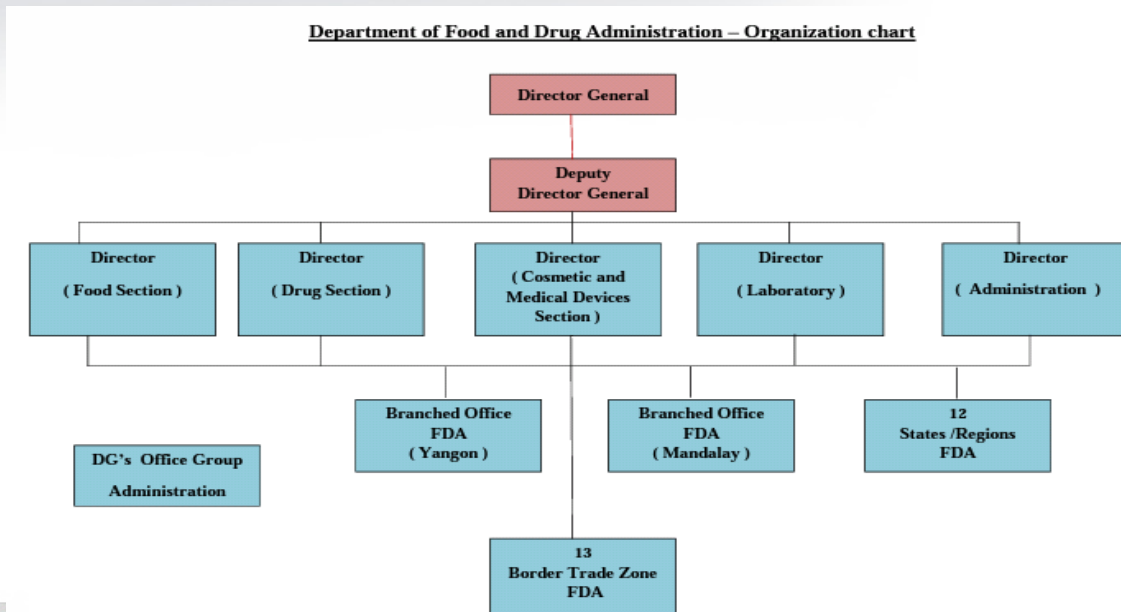 Department of Food and Drug Administration – Organization chart
Director General
Deputy
Director General
Director
( Food Section )
Director
( Drug Section )
Director
( Cosmetic and
Medical Devices
Section )
Director
( Laboratory )
Director
( Administration )
Branched Office
FDA
( Yangon )
Branched Office
FDA
( Mandalay )
12
States /Regions
FDA
DG's Office Group
Administration
13
Border Trade Zone
FDA